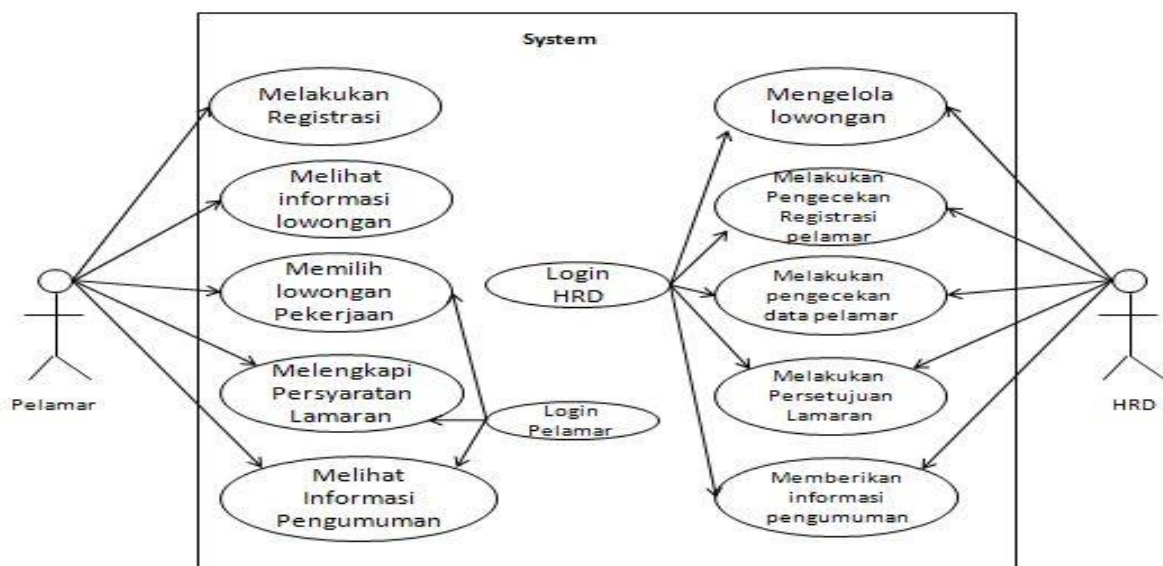 System
Melakukan
Registrasi
Melihat
informasi
lowongan
Memilih
lowongan
Pekerjaan
Melengkapi
Persyaratan
Lamaran
Melihat
Informasi
Pengumuman
Pelamar
Login
HRD
Login
Pelamar
Mengelola
lowongan
Melakukan
Pengecekan
Registrasi
pelamar
Melakukan
pengecekan
data pelamar
Melakukan
Persetujuan
Lamaran
Memberikan
informasi
pengumuman
HRD